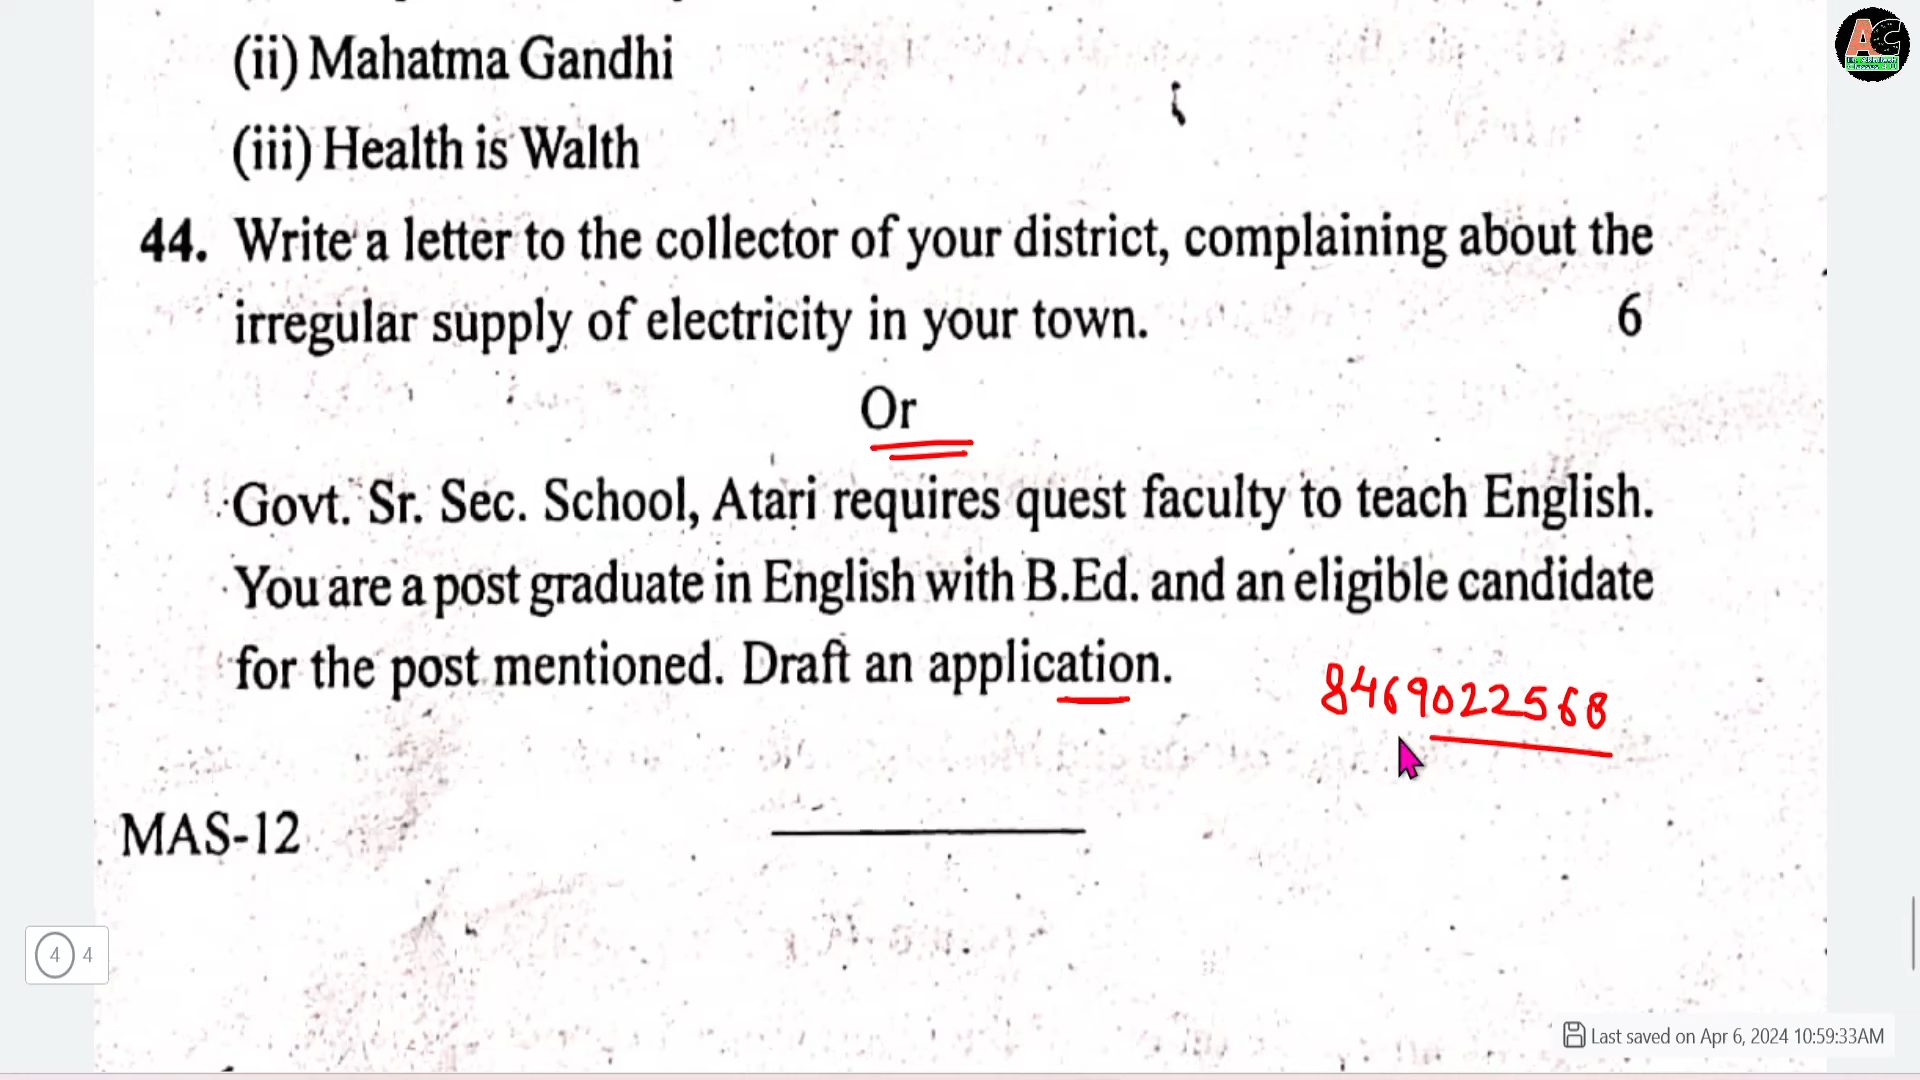 AC
(ii) Mahatma Gandhi
(iii) Health is Walth
44. Write a letter to the collector of your district, complaining about the
irregular supply of electricity in your town. 6
Or
Govt. Sr. Sec. School, Atari requires quest faculty to teach English.
You are a post graduate in English with B.Ed. and an eligible candidate
for the post mentioned. Draft an application.
8469022568
MAS-12
4 4
Last saved on Apr 6, 2024 10:59:33AM